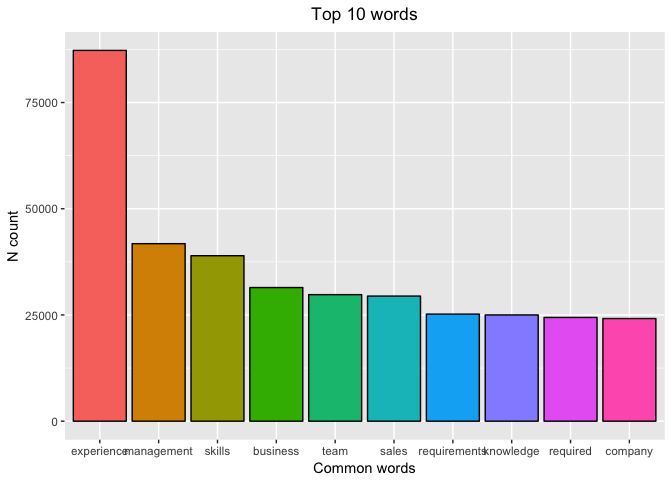 Top 10 words
N count
75000
50000
25000
0
experience management skills business team sales requirements knowledge required company
Common words